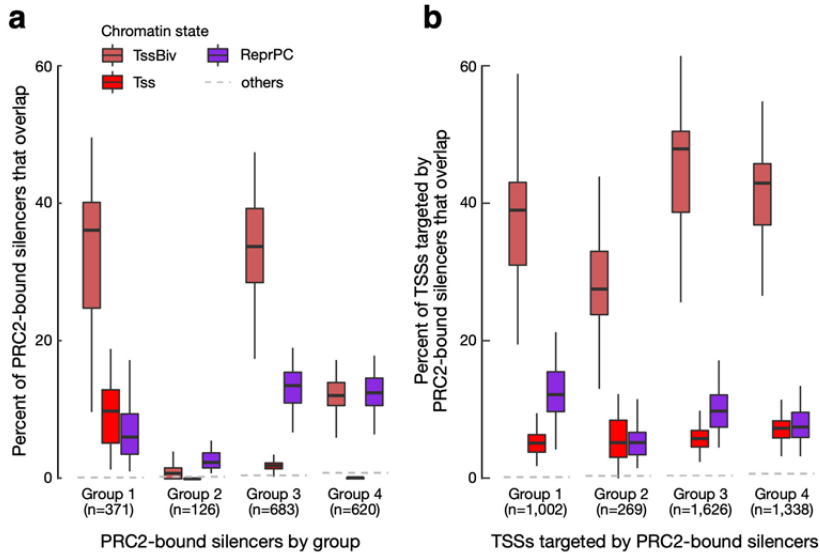 a
Chromatin state
TssBiv
ReprPC
Tss
others
Percent of PRC2-bound silencers that overlap
60
40
20
0
Group 1
(n=371)
Group 2
(n=126)
Group 3
(n=683)
Group 4
(n=620)
PRC2-bound silencers by group
b
Percent of TSSs targeted by
PRC2-bound silencers that overlap
60
40
20
0
Group 1
(n=1,002)
Group 2
(n=269)
Group 3
(n=1,626)
Group 4
(n=1,338)
TSSs targeted by PRC2-bound silencers